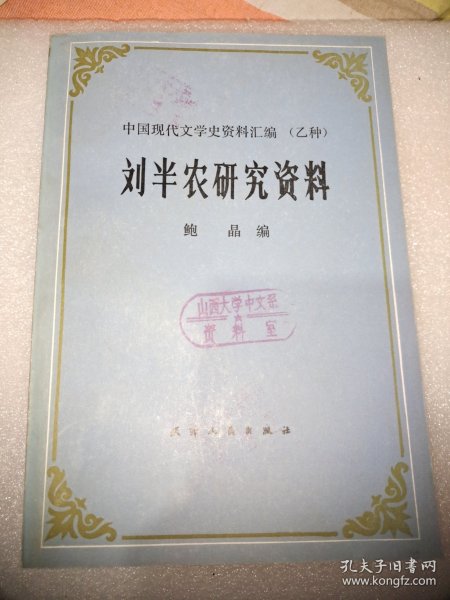 中国现代文学史资料汇编 （乙种）
刘半农研究资料
鲍 晶 编
山西大学中文系
资料室
天津人民出版社
孔夫子旧书网
www.kongfz.com